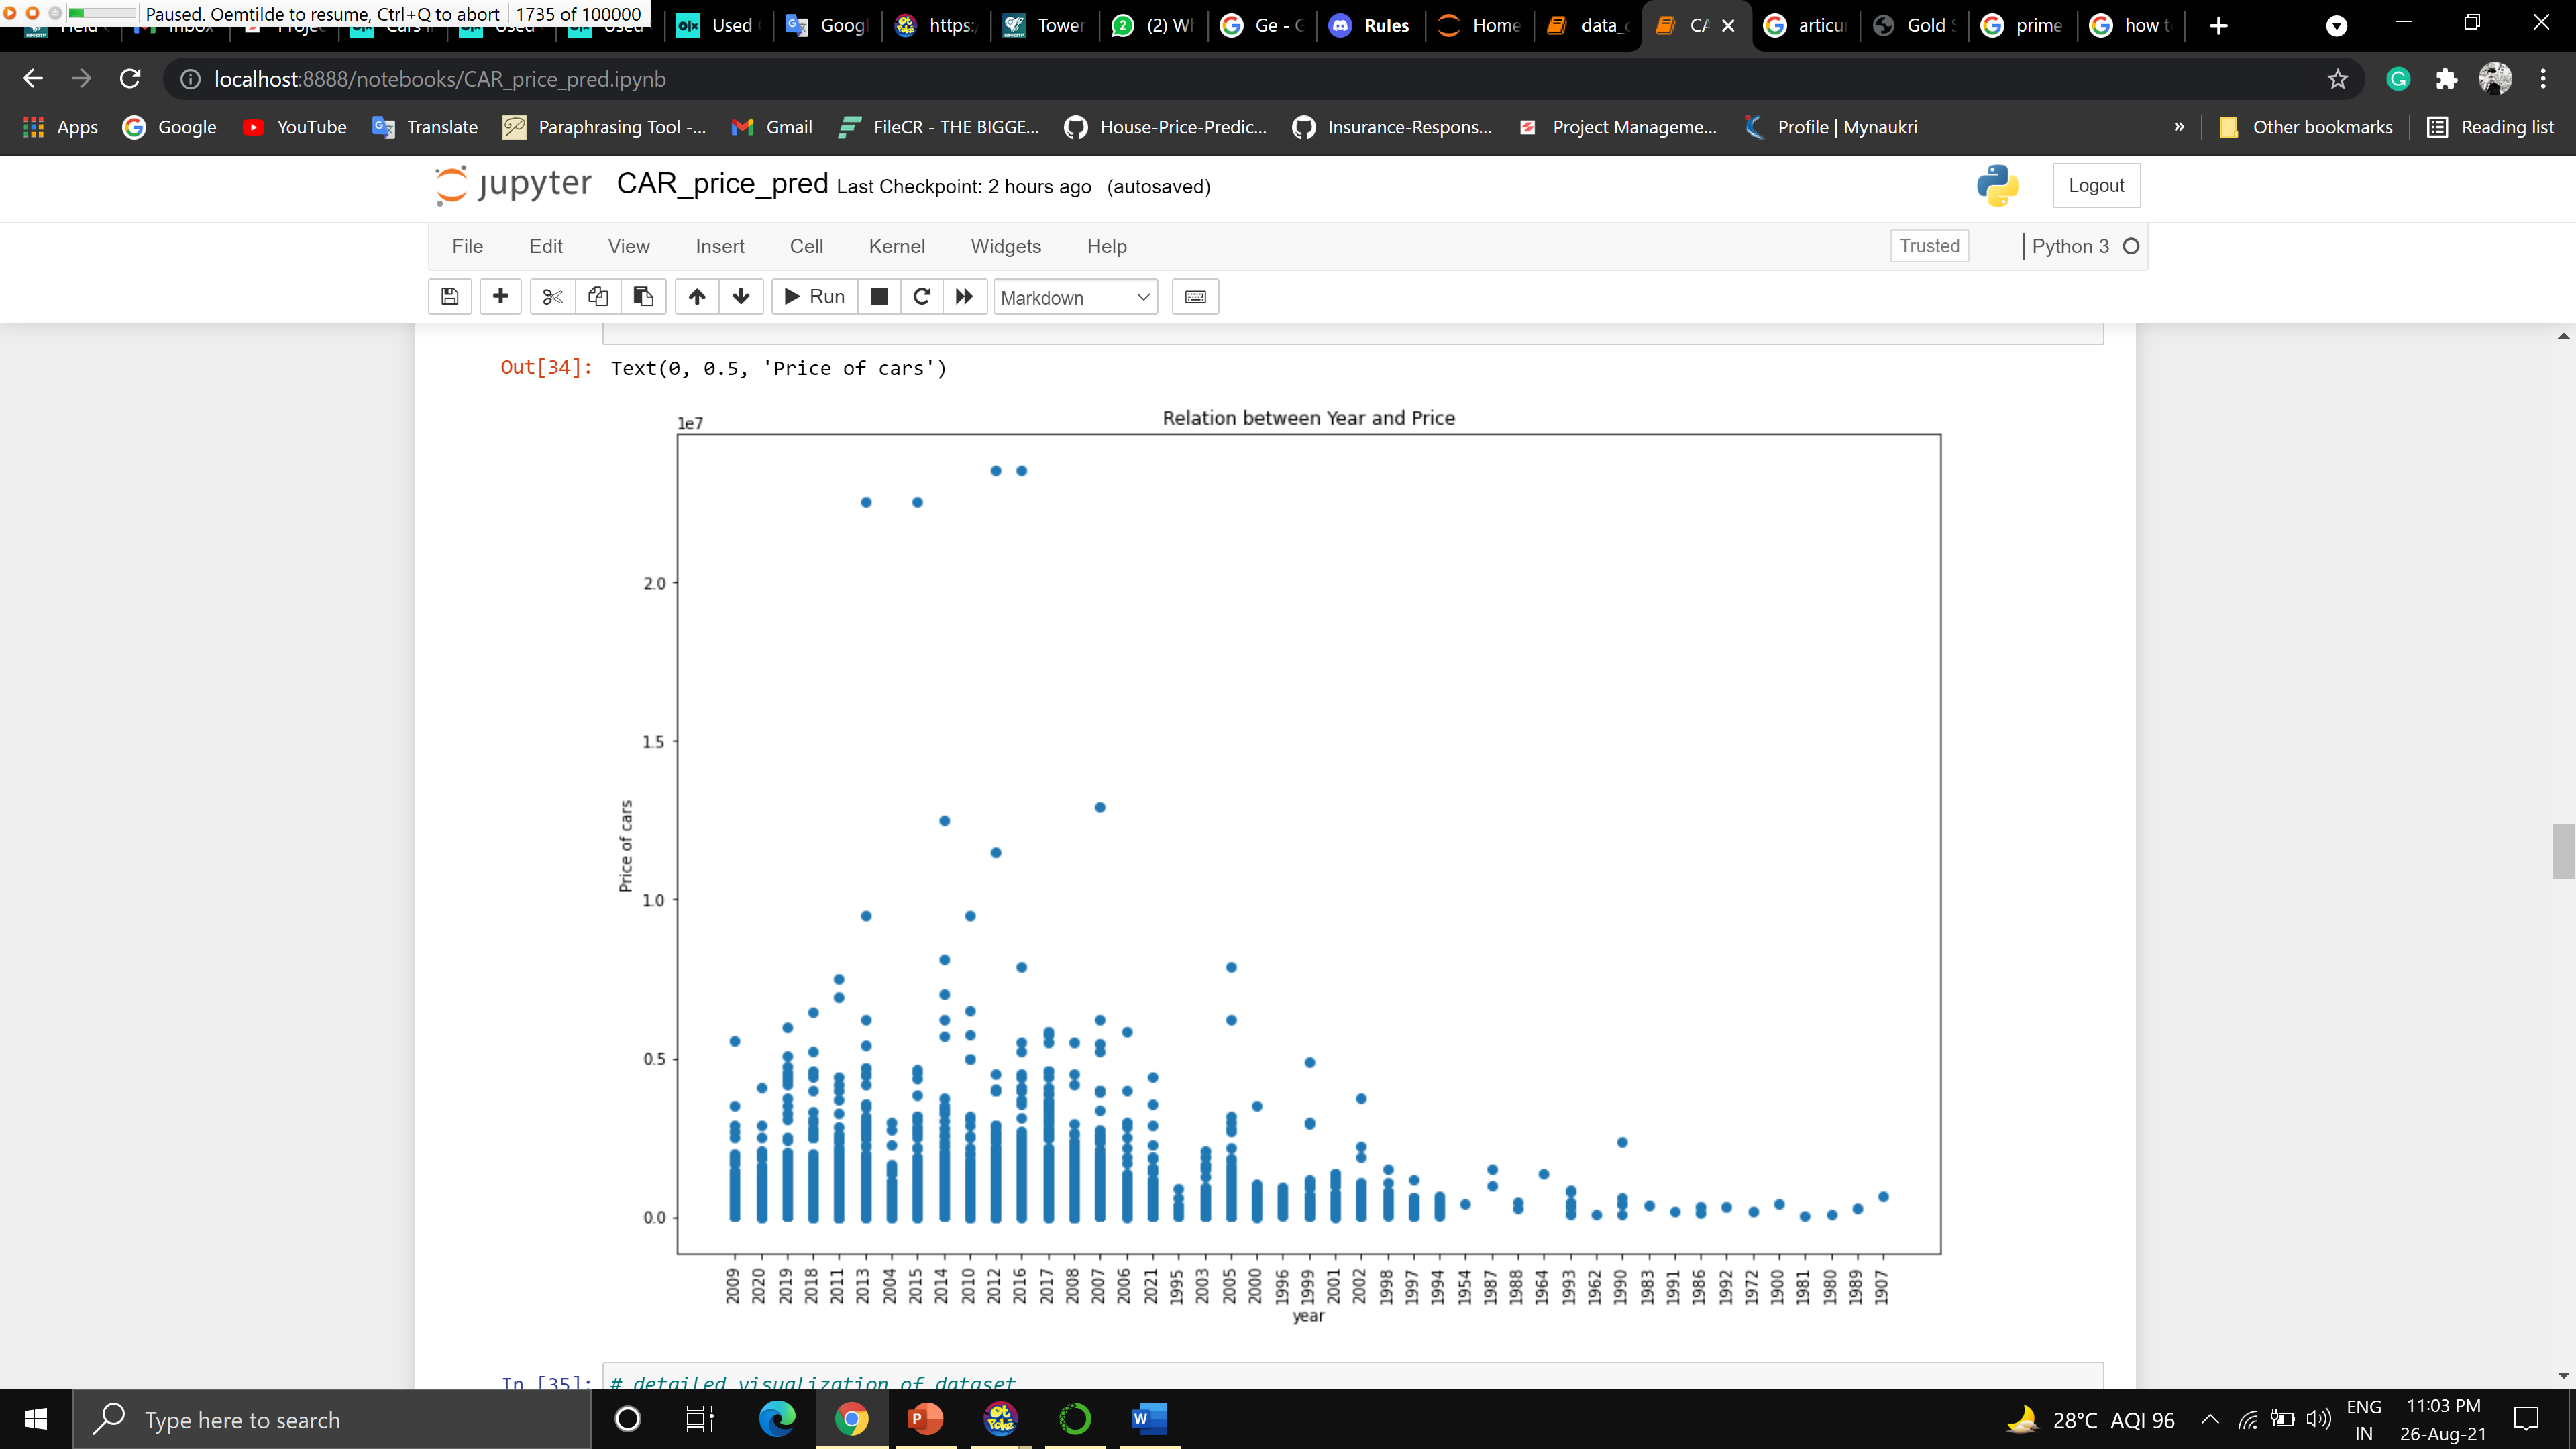 Paused. Oemtilde to resume, Ctrl+Q to abort 1735 of 100000
Used Googl https: Tower (2) Wh Ge - G Rules Home data_c CA articu Gold S prime how t
localhost:8888/notebooks/CAR_price_pred.ipynb
Apps Google YouTube Translate Paraphrasing Tool -... Gmail FileCR - THE BIGGE... House-Price-Predic... Insurance-Respons... Project Manageme... Profile | Mynaukri » Other bookmarks Reading list
jupyter CAR_price_pred Last Checkpoint: 2 hours ago (autosaved) Logout
File Edit View Insert Cell Kernel Widgets Help Trusted Python 3
Run Markdown
Out[34]: Text(0, 0.5, 'Price of cars')
Relation between Year and Price
1e7
2.0
1.5
1.0
0.5
0.0
Price of cars
2009 2020 2019 2018 2011 2013 2004 2015 2014 2010 2012 2016 2017 2008 2007 2006 2021 1995 2003 2005 2000 1996 1999 2001 2002 1998 1997 1994 1954 1987 1988 1964 1993 1962 1990 1983 1991 1986 1992 1972 1900 1981 1980 1989 1907
year
In [35]: # detailed visualization of dataset
Type here to search
28°C AQI 96
ENG
IN
11:03 PM
26-Aug-21